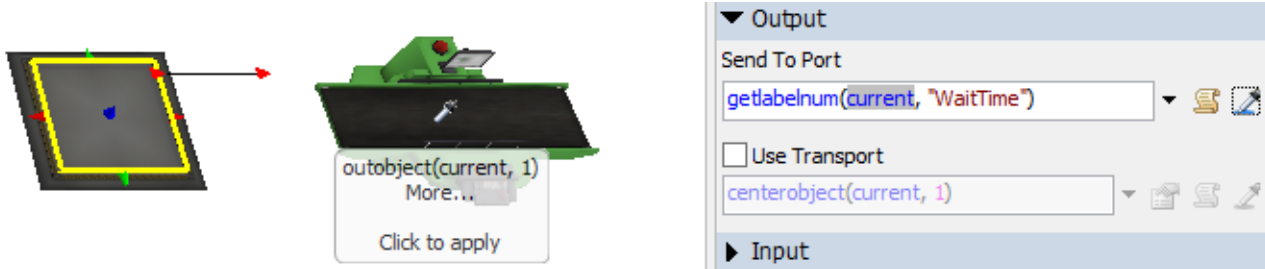 outobject(current, 1)
More...
Click to apply
Output
Send To Port
getlabelnum(current, "WaitTime")
Use Transport
centerobject(current, 1)
Input